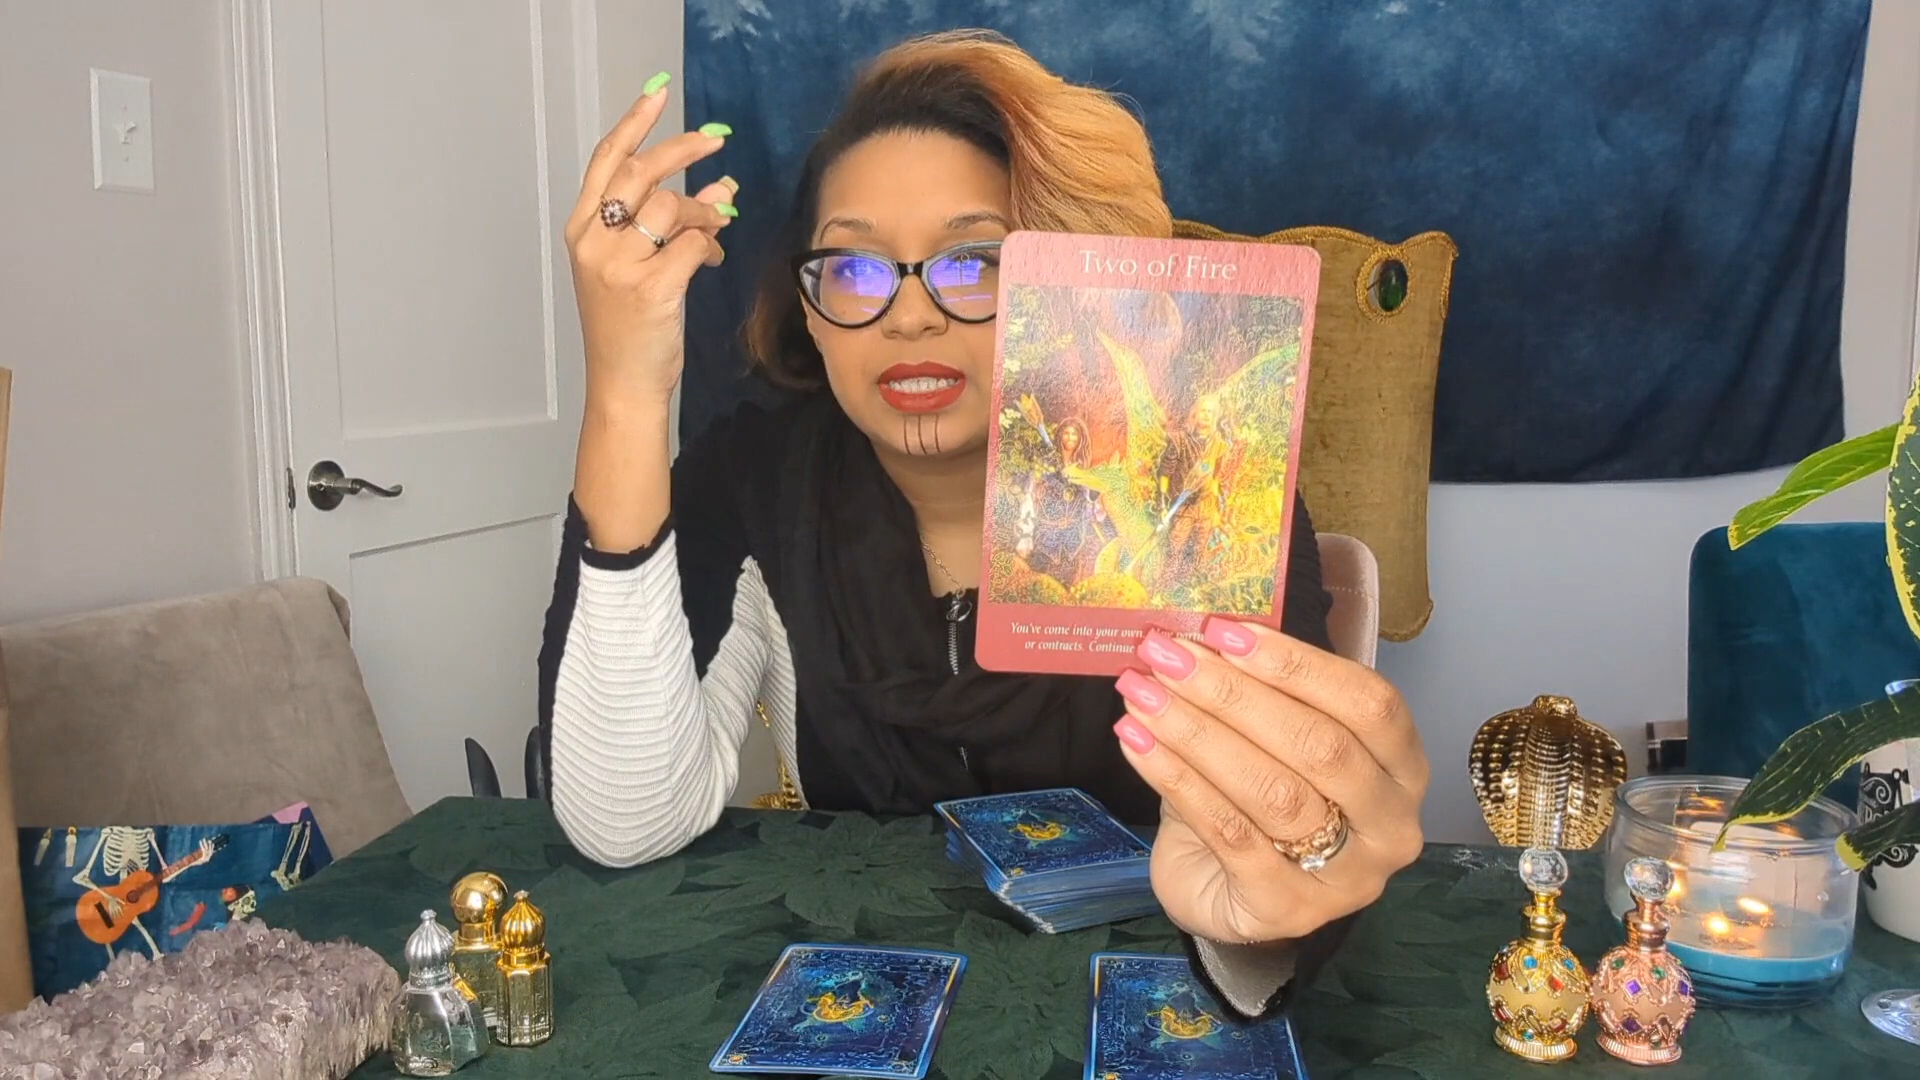 Two of Fire
You've come into your own.
or contracts. Continue